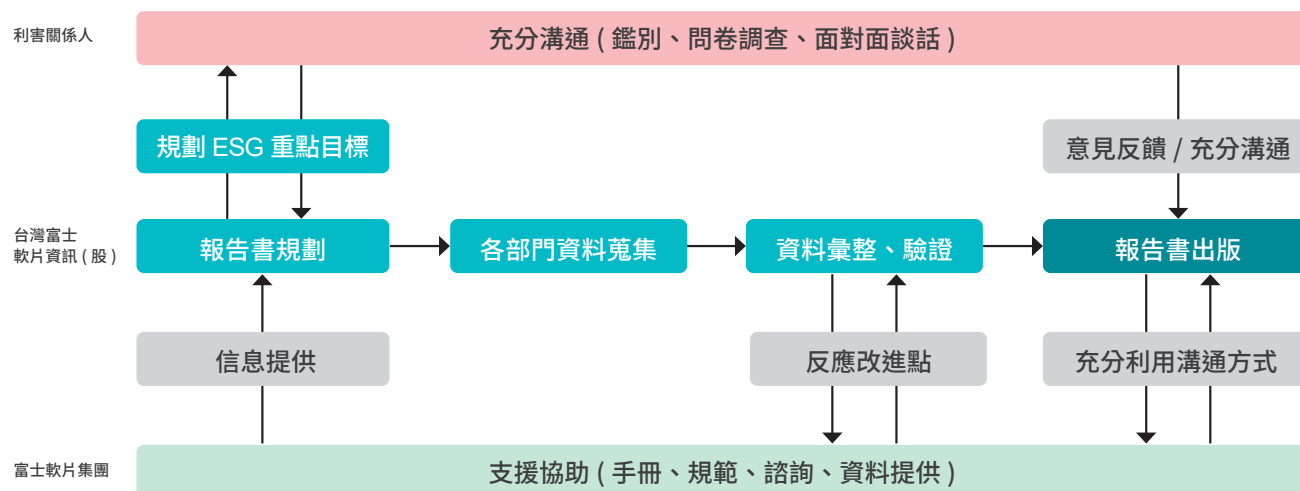 利害關係人
充分溝通 ( 鑑別、問卷調查、面對面談話 )
規劃 ESG 重點目標
意見反饋 / 充分溝通
台灣富士
軟片資訊 ( 股 )
報告書規劃
各部門資料蒐集
資料彙整、驗證
報告書出版
信息提供
反應改進點
充分利用溝通方式
富士軟片集團
支援協助 ( 手冊、規範、諮詢、資料提供 )